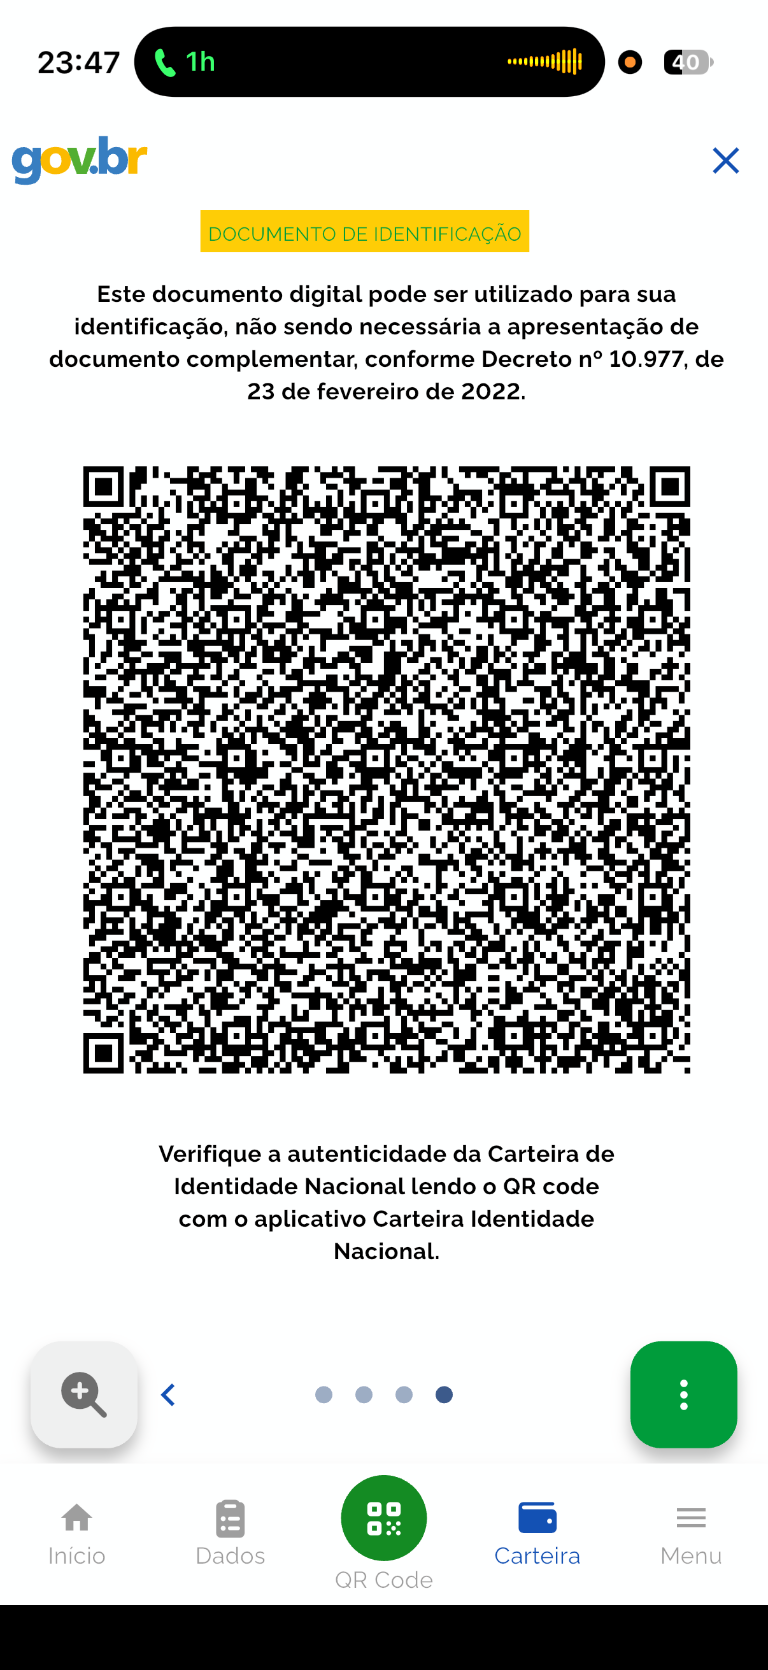 23:47
1h
40
gov.br
DOCUMENTO DE IDENTIFICAÇÃO
Este documento digital pode ser utilizado para sua
identificação, não sendo necessária a apresentação de
documento complementar, conforme Decreto nº 10.977, de
23 de fevereiro de 2022.
Verifique a autenticidade da Carteira de
Identidade Nacional lendo o QR code
com o aplicativo Carteira Identidade
Nacional.
Início
Dados
QR Code
Carteira
Menu